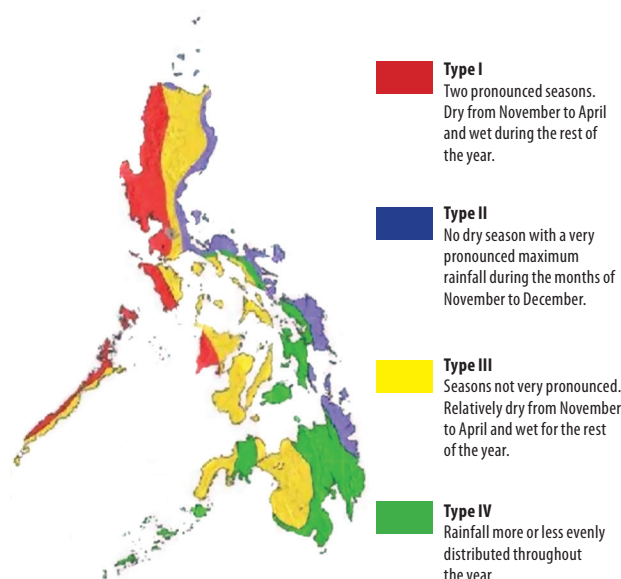 Type I
Two pronounced seasons.
Dry from November to April
and wet during the rest of
the year.
Type II
No dry season with a very
pronounced maximum
rainfall during the months of
November to December.
Type III
Seasons not very pronounced.
Relatively dry from November
to April and wet for the rest
of the year.
Type IV
Rainfall more or less evenly
distributed throughout
the year